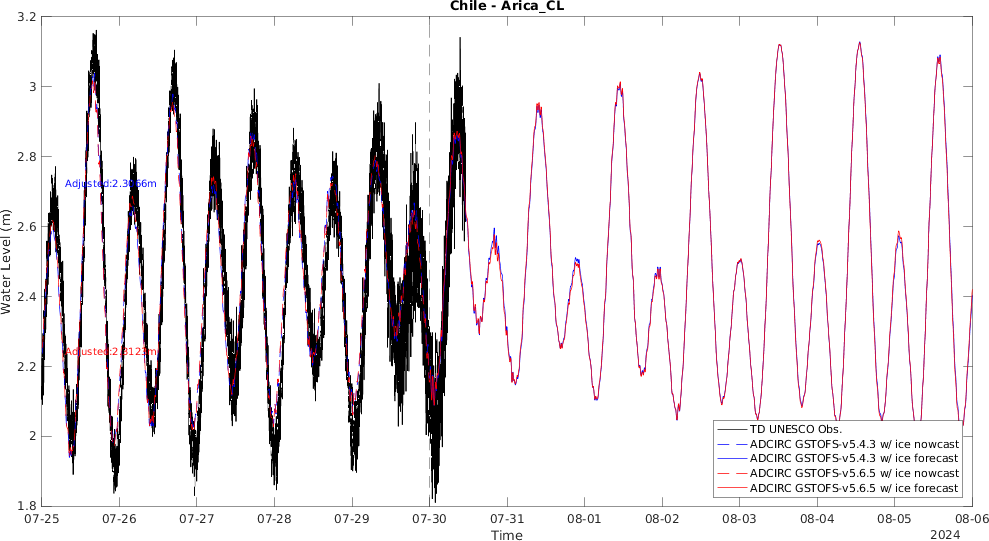 Chile - Arica_CL
3.2
3
2.8
2.6
2.4
2.2
2
1.8
Water Level (m)
Adjusted:
Adjusted:
TD UNESCO Obs.
ADCIRC GSTOFS-v5.4.3 w/ ice nowcast
ADCIRC GSTOFS-v5.4.3 w/ ice forecast
ADCIRC GSTOFS-v5.6.5 w/ ice nowcast
ADCIRC GSTOFS-v5.6.5 w/ ice forecast
07-25 07-26 07-27 07-28 07-29 07-30 07-31 08-01 08-02 08-03 08-04 08-05 08-06
Time
2024